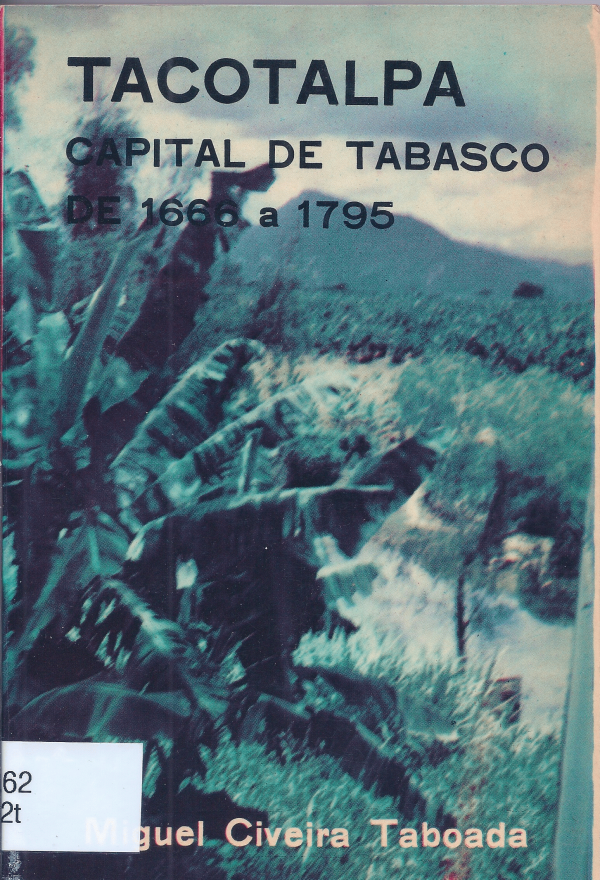 TACOTALPA
CAPITAL DE TABASCO
DE 1666 a 1795
62
2t
Miguel Civeira Taboada